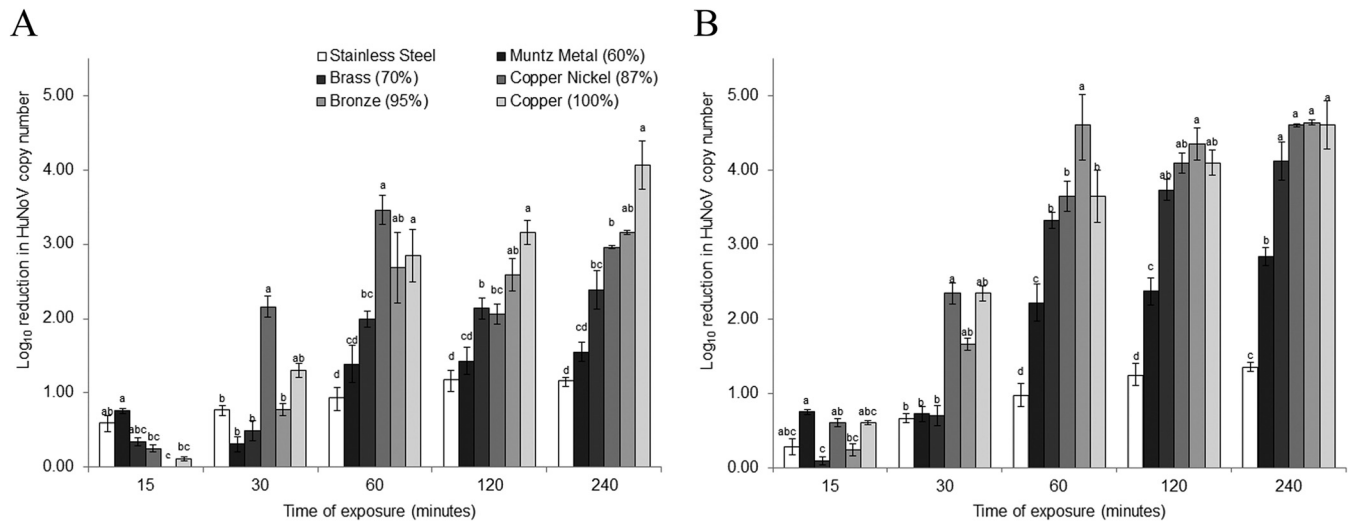 A
Stainless Steel Muntz Metal (60%)
Brass (70%) Copper Nickel (87%)
Bronze (95%) Copper (100%)
Log10 reduction in HuNoV copy number
5.00
4.00
3.00
2.00
1.00
0.00
ab a abc bc c bc
b b b a b ab
d cd bc a ab a
d cd b bc ab a
d cd bc b ab a
15 30 60 120 240
Time of exposure (minutes)
B
Log10 reduction in HuNoV copy number
5.00
4.00
3.00
2.00
1.00
0.00
abc a c ab bc abc
b b b a ab ab
d c b b a b
d c ab ab a ab
c b a a a a
15 30 60 120 240
Time of exposure (minutes)